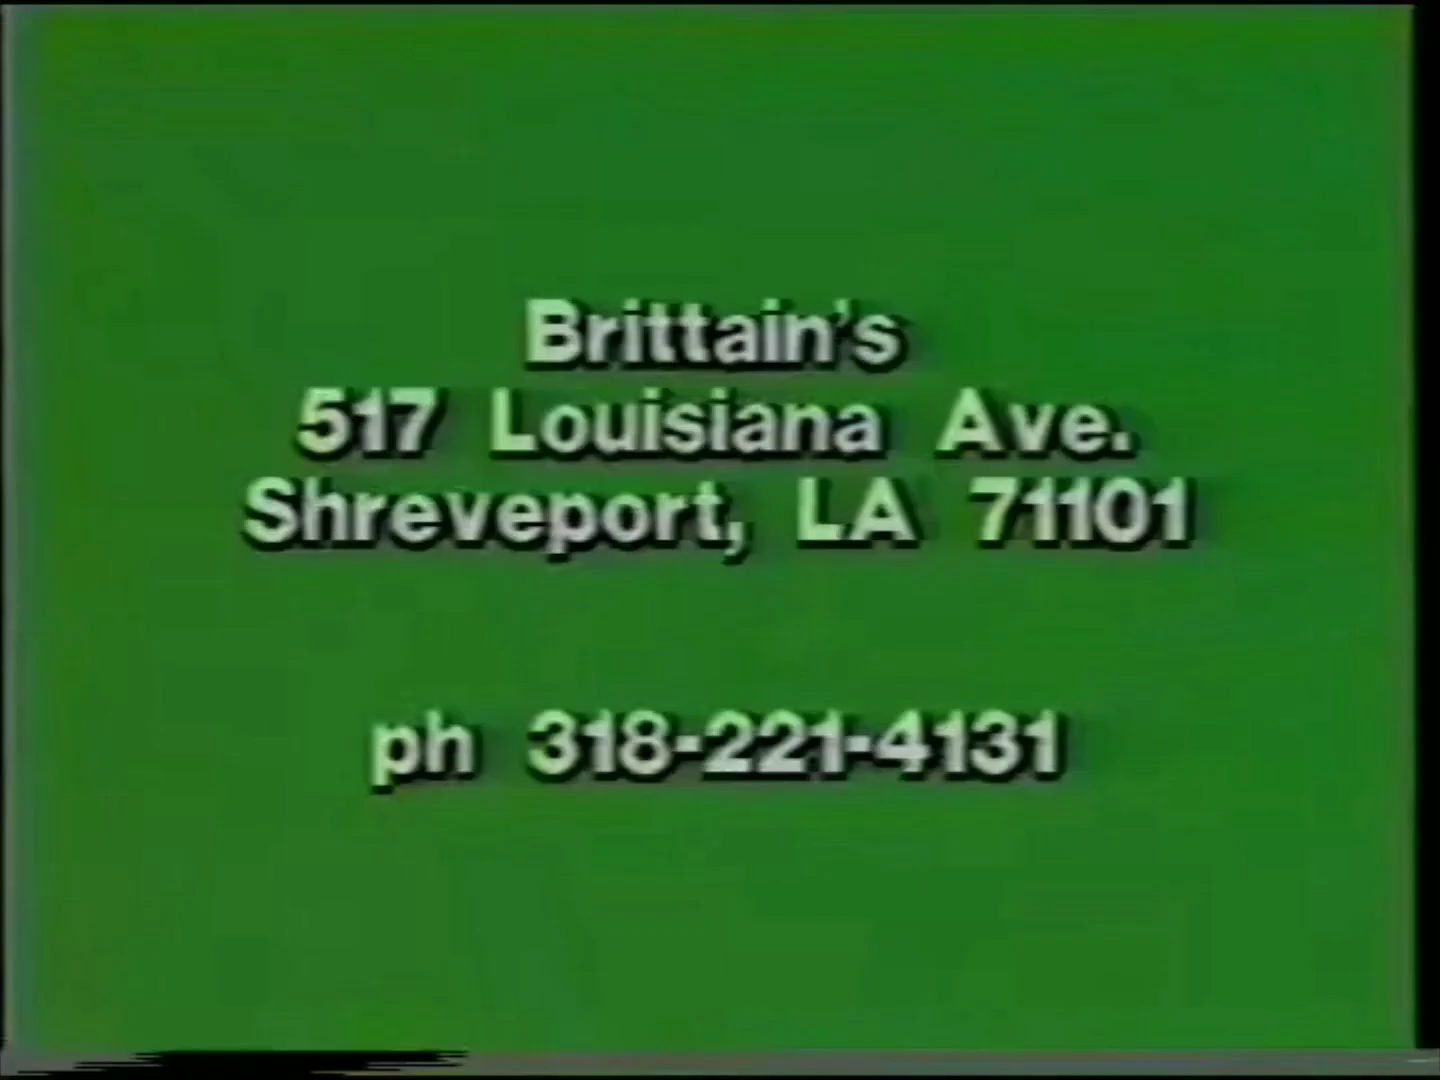 Brittain's
517 Louisiana Ave.
Shreveport, LA 71101
ph 318-221-4131